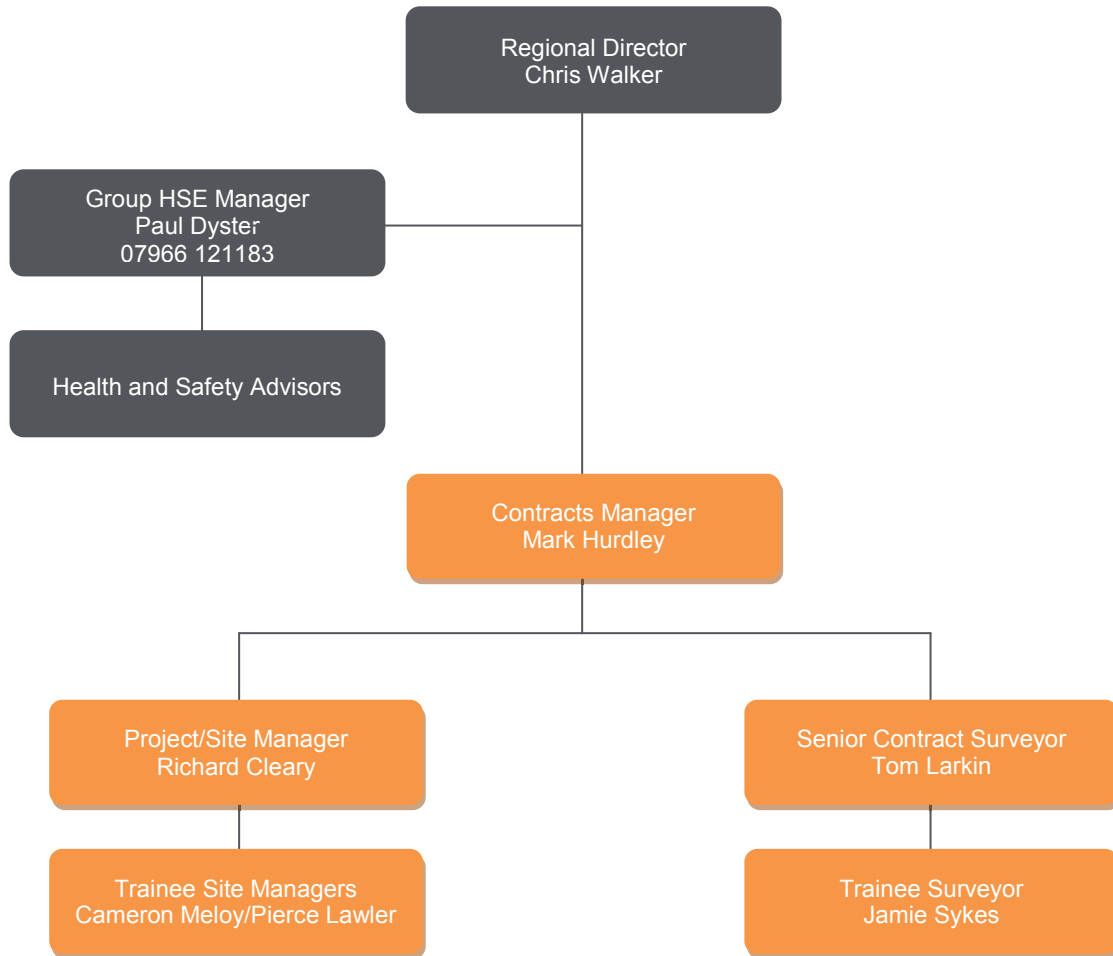 Regional Director
Chris Walker
Group HSE Manager
Paul Dyster
07966 121183
Health and Safety Advisors
Contracts Manager
Mark Hurdley
Project/Site Manager
Richard Cleary
Senior Contract Surveyor
Tom Larkin
Trainee Site Managers
Cameron Meloy/Pierce Lawler
Trainee Surveyor
Jamie Sykes